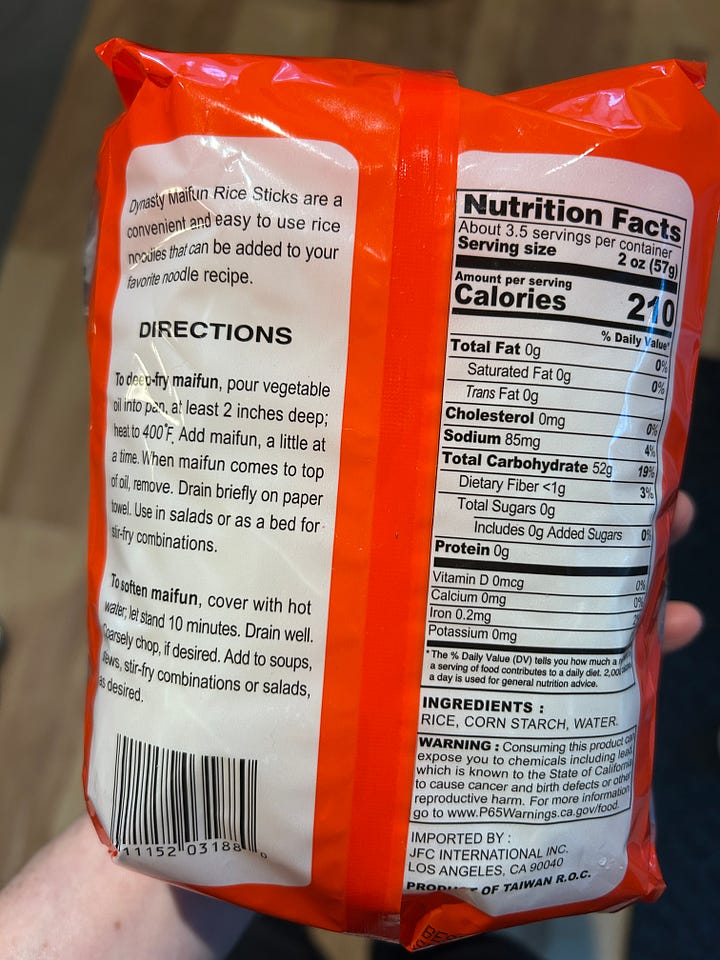 Dynasty Maifun Rice Sticks are a
convenient and easy to use rice
noodles that can be added to your
favorite noodle recipe.
DIRECTIONS
To deep-fry maifun, pour vegetable
oil into pan, at least 2 inches deep;
heat to 400°F. Add maifun, a little at
a time. When maifun comes to top
of oil, remove. Drain briefly on paper
towel. Use in salads or as a bed for
stir-fry combinations.
To soften maifun, cover with hot
water; let stand 10 minutes. Drain well.
Coarsely chop, if desired. Add to soups,
stews, stir-fry combinations or salads,
as desired.
11152 03188 0
Nutrition Facts
About 3.5 servings per container
Serving size 2 oz (57g)
Amount per serving
Calories 210
% Daily Value*
Total Fat 0g 0%
Saturated Fat 0g 0%
Trans Fat 0g
Cholesterol 0mg 0%
Sodium 85mg 4%
Total Carbohydrate 52g 19%
Dietary Fiber <1g 3%
Total Sugars 0g
Includes 0g Added Sugars 0%
Protein 0g
Vitamin D 0mcg 0%
Calcium 0mg 0%
Iron 0.2mg
Potassium 0mg
*The % Daily Value (DV) tells you how much a
a serving of food contributes to a daily diet. 2,000
a day is used for general nutrition advice.
INGREDIENTS :
RICE, CORN STARCH, WATER.
WARNING : Consuming this product can
expose you to chemicals including lead,
which is known to the State of California
to cause cancer and birth defects or other
reproductive harm. For more information
go to www.P65Warnings.ca.gov/food.
IMPORTED BY :
JFC INTERNATIONAL INC.
LOS ANGELES, CA 90040
PRODUCT OF TAIWAN R.O.C.